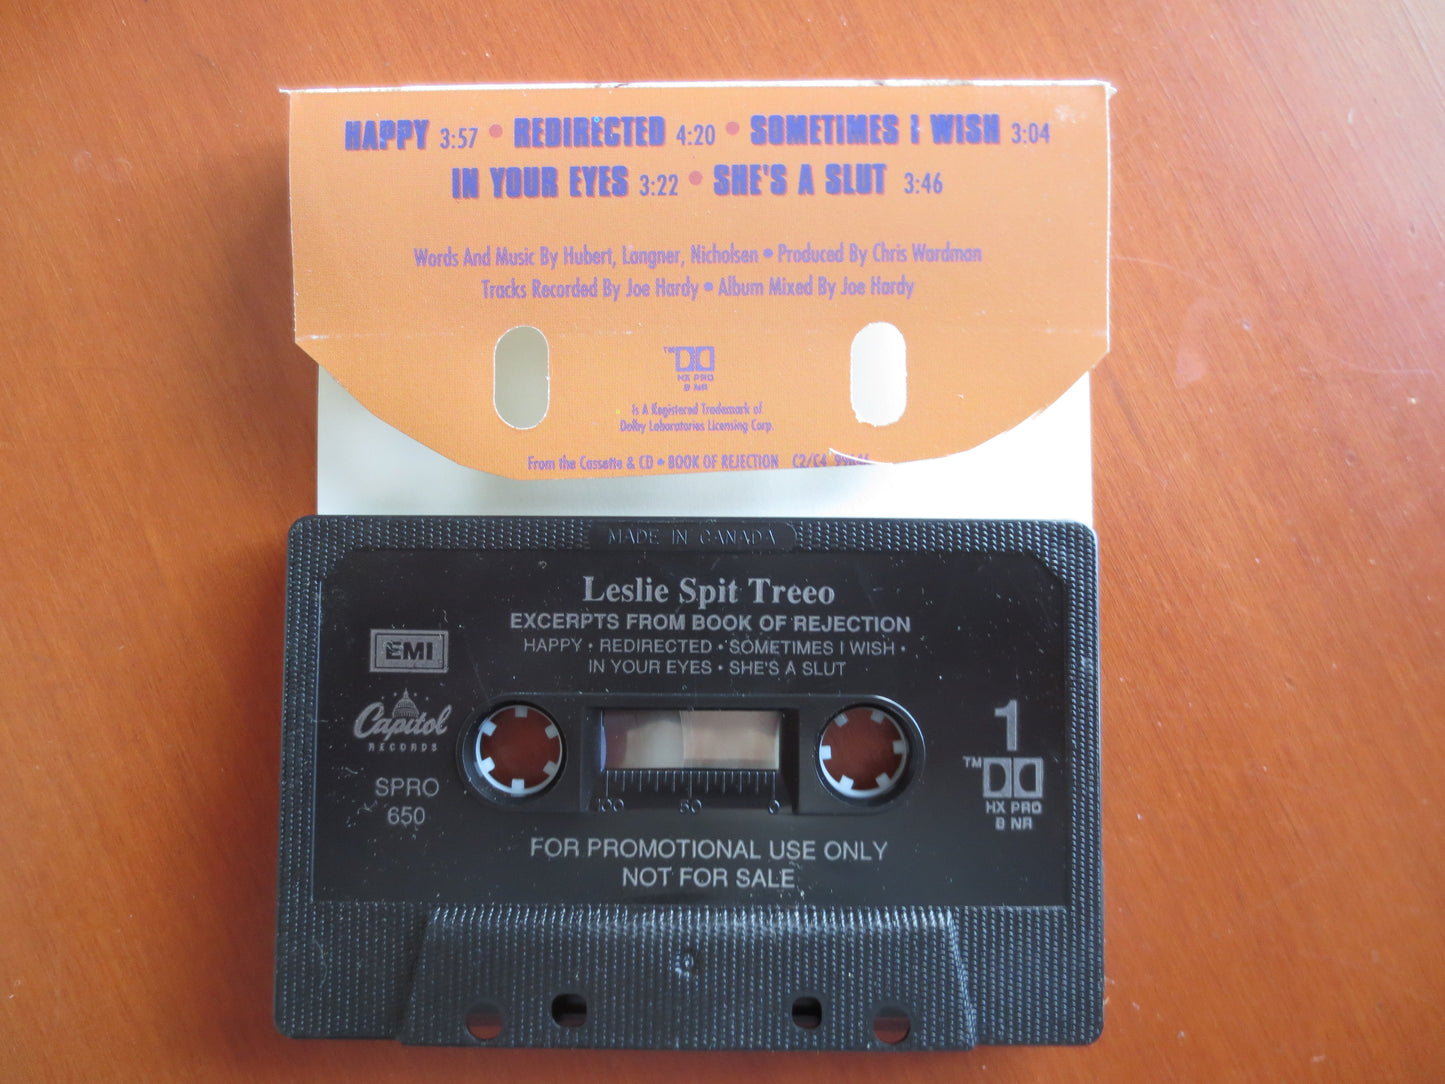 HAPPY 3:57 • REDIRECTED 4:20 • SOMETIMES I WISH 3:04
IN YOUR EYES 3:22 • SHE'S A SLUT 3:46
Words And Music By Hubert, Langner, Nicholsen • Produced By Chris Wardman
Tracks Recorded By Joe Hardy • Album Mixed By Joe Hardy
TM
HX PRO
B NR
Is A Registered Trademark of
Dolby Laboratories Licensing Corp.
From the Cassette & CD • BOOK OF REJECTION C2/C4
MADE IN CANADA
Leslie Spit Treeo
EXCERPTS FROM BOOK OF REJECTION
HAPPY • REDIRECTED • SOMETIMES I WISH •
IN YOUR EYES • SHE'S A SLUT
EMI
Capitol
RECORDS
SPRO
650
100 50 0
1
TM
HX PRO
B NR
FOR PROMOTIONAL USE ONLY
NOT FOR SALE